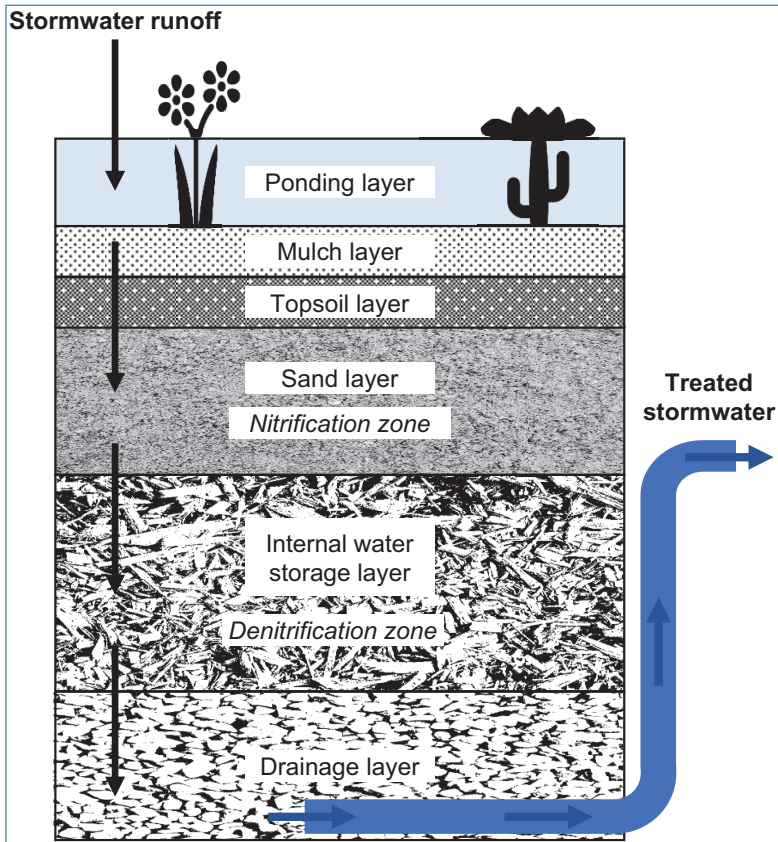 Stormwater runoff
Ponding layer
Mulch layer
Topsoil layer
Sand layer
Nitrification zone
Treated
stormwater
Internal water
storage layer
Denitrification zone
Drainage layer